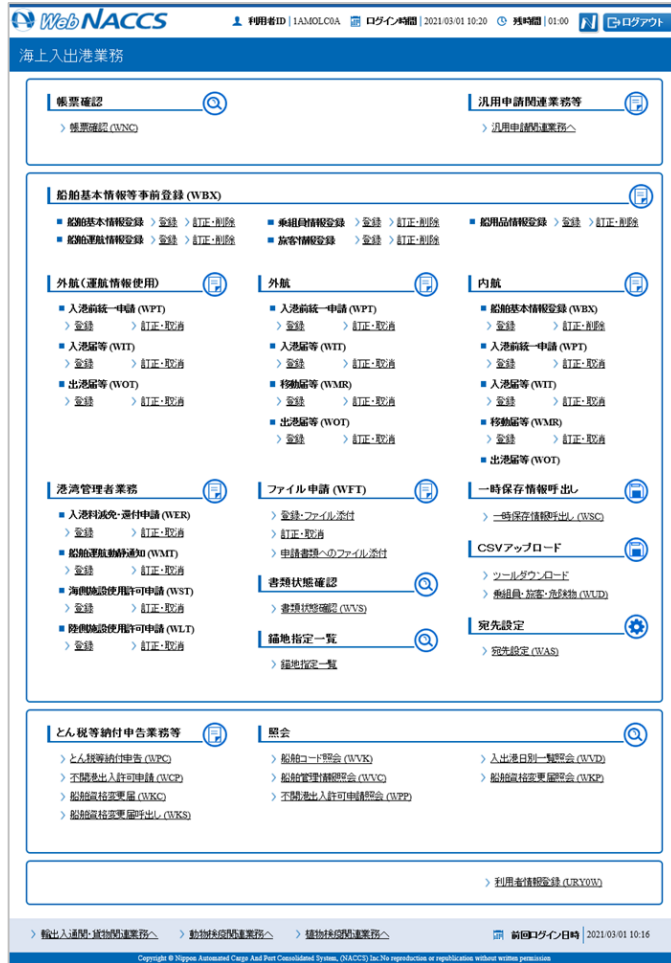 Web NACCS 利用者ID 1AMOLC0A ログイン時間 2021/03/01 10:20 残時間 01:00 N ログアウト
海上入出港業務
帳票確認
帳票確認 (WNC)
汎用申請関連業務等
汎用申請関連業務へ
船舶基本情報等事前登録 (WBX)
船舶基本情報登録 登録 訂正・削除 乗組員情報登録 登録 訂正・削除 船用品情報登録 登録 訂正・削除
船舶運航情報登録 登録 訂正・削除 旅客情報登録 登録 訂正・削除
外航(運航情報使用)
入港前統一申請 (WPT)
登録 訂正・取消
入港届等 (WIT)
登録 訂正・取消
出港届等 (WOT)
登録 訂正・取消
外航
入港前統一申請 (WPT)
登録 訂正・取消
入港届等 (WIT)
登録 訂正・取消
移動届等 (WMR)
登録 訂正・取消
出港届等 (WOT)
登録 訂正・取消
内航
船舶基本情報登録 (WBX)
登録 訂正・削除
入港前統一申請 (WPT)
登録 訂正・取消
入港届等 (WIT)
登録 訂正・取消
移動届等 (WMR)
登録 訂正・取消
出港届等 (WOT)
港湾管理者業務
入港料減免・還付申請 (WER)
登録 訂正・取消
船舶運航動静通知 (WMT)
登録 訂正・取消
海側施設使用許可申請 (WST)
登録 訂正・取消
陸側施設使用許可申請 (WLT)
登録 訂正・取消
ファイル申請 (WFT)
登録・ファイル添付
訂正・取消
申請書類へのファイル添付
書類状態確認
書類状態確認 (WVS)
錨地指定一覧
錨地指定一覧
一時保存情報呼出し
一時保存情報呼出し (WSC)
CSVアップロード
ツールダウンロード
乗組員・旅客・危険物 (WUD)
宛先設定
宛先設定 (WAS)
とん税等納付申告業務等
とん税等納付申告 (WPC)
不開港出入許可申請 (WCP)
船舶資格変更届 (WKC)
船舶資格変更届呼出し (WKS)
照会
船舶コード照会 (WVK) 入出港日別一覧照会 (WVD)
船舶管理情報照会 (WVC) 船舶資格変更届照会 (WKP)
不開港出入許可申請照会 (WPP)
利用者情報登録 (URY0W)
輸出入通関・貨物関連業務へ 動物検疫関連業務へ 植物検疫関連業務へ 前回ログイン日時 2021/03/01 10:16
Copyright © Nippon Automated Cargo And Port Consolidated System, (NACCS) Inc.No reproduction or republication without written permission